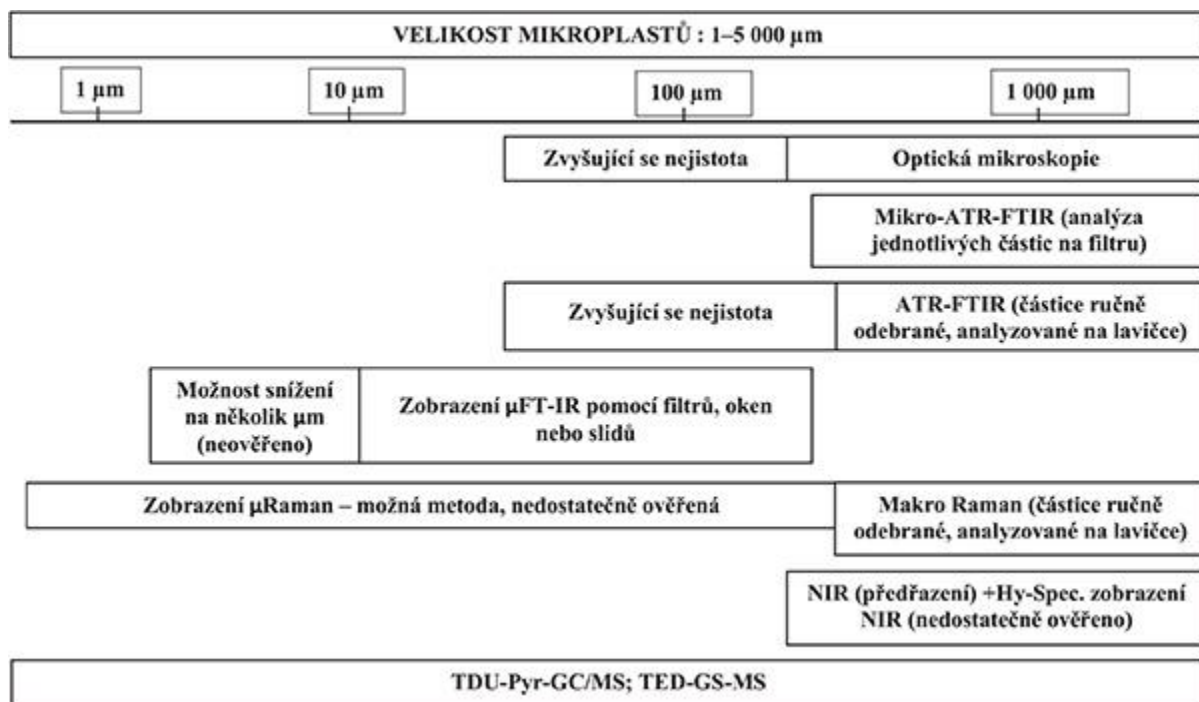 VELIKOST MIKROPLASTŮ : 1–5 000 µm
1 µm
10 µm
100 µm
1 000 µm
Zvyšující se nejistota
Optická mikroskopie
Mikro-ATR-FTIR (analýza
jednotlivých částic na filtru)
Zvyšující se nejistota
ATR-FTIR (částice ručně
odebrané, analyzované na lavičce)
Možnost snížení
na několik µm
(neověřeno)
Zobrazení µFT-IR pomocí filtrů, oken
nebo slidů
Zobrazení µRaman – možná metoda, nedostatečně ověřená
Makro Raman (částice ručně
odebrané, analyzované na lavičce)
NIR (předřazení) +Hy-Spec. zobrazení
NIR (nedostatečně ověřeno)
TDU-Pyr-GC/MS; TED-GS-MS